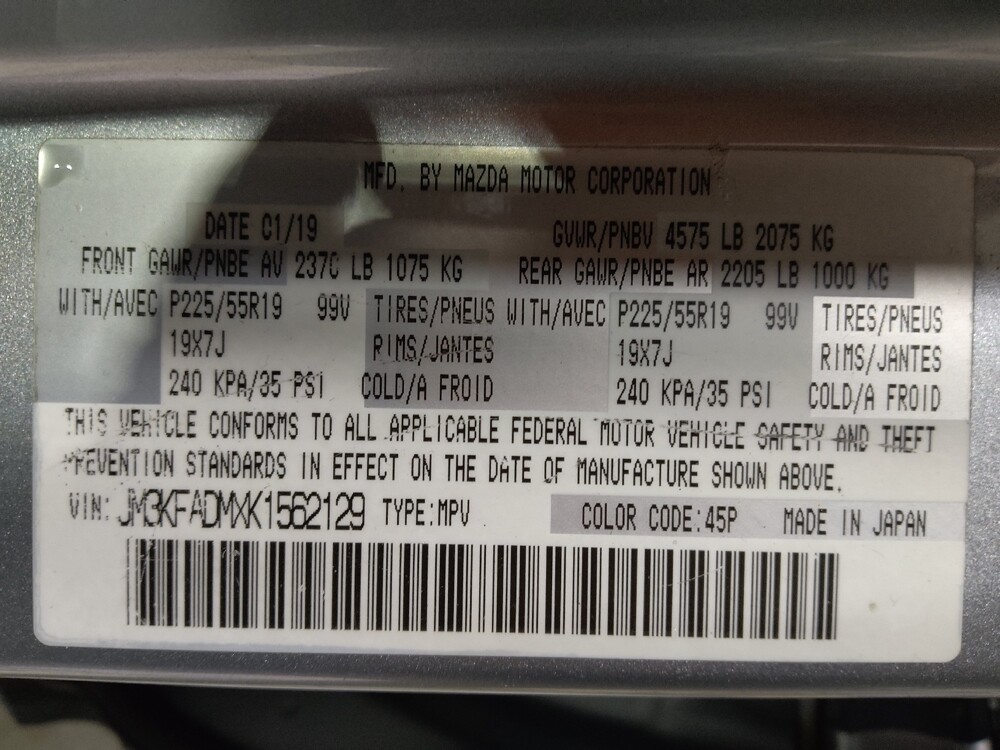 MFD. BY MAZDA MOTOR CORPORATION
DATE 01/19 GVWR/PNBV 4575 LB 2075 KG
FRONT GAWR/PNBE AV 2370 LB 1075 KG REAR GAWR/PNBE AR 2205 LB 1000 KG
WITH/AVEC P225/55R19 99V TIRES/PNEUS WITH/AVEC P225/55R19 99V TIRES/PNEUS
19X7J RIMS/JANTES 19X7J RIMS/JANTES
240 KPA/35 PSI COLD/A FROID 240 KPA/35 PSI COLD/A FROID
THIS VEHICLE CONFORMS TO ALL APPLICABLE FEDERAL MOTOR VEHICLE SAFETY AND THEFT
PREVENTION STANDARDS IN EFFECT ON THE DATE OF MANUFACTURE SHOWN ABOVE.
VIN: JM3KFADMXK1562129 TYPE:MPV COLOR CODE:45P MADE IN JAPAN